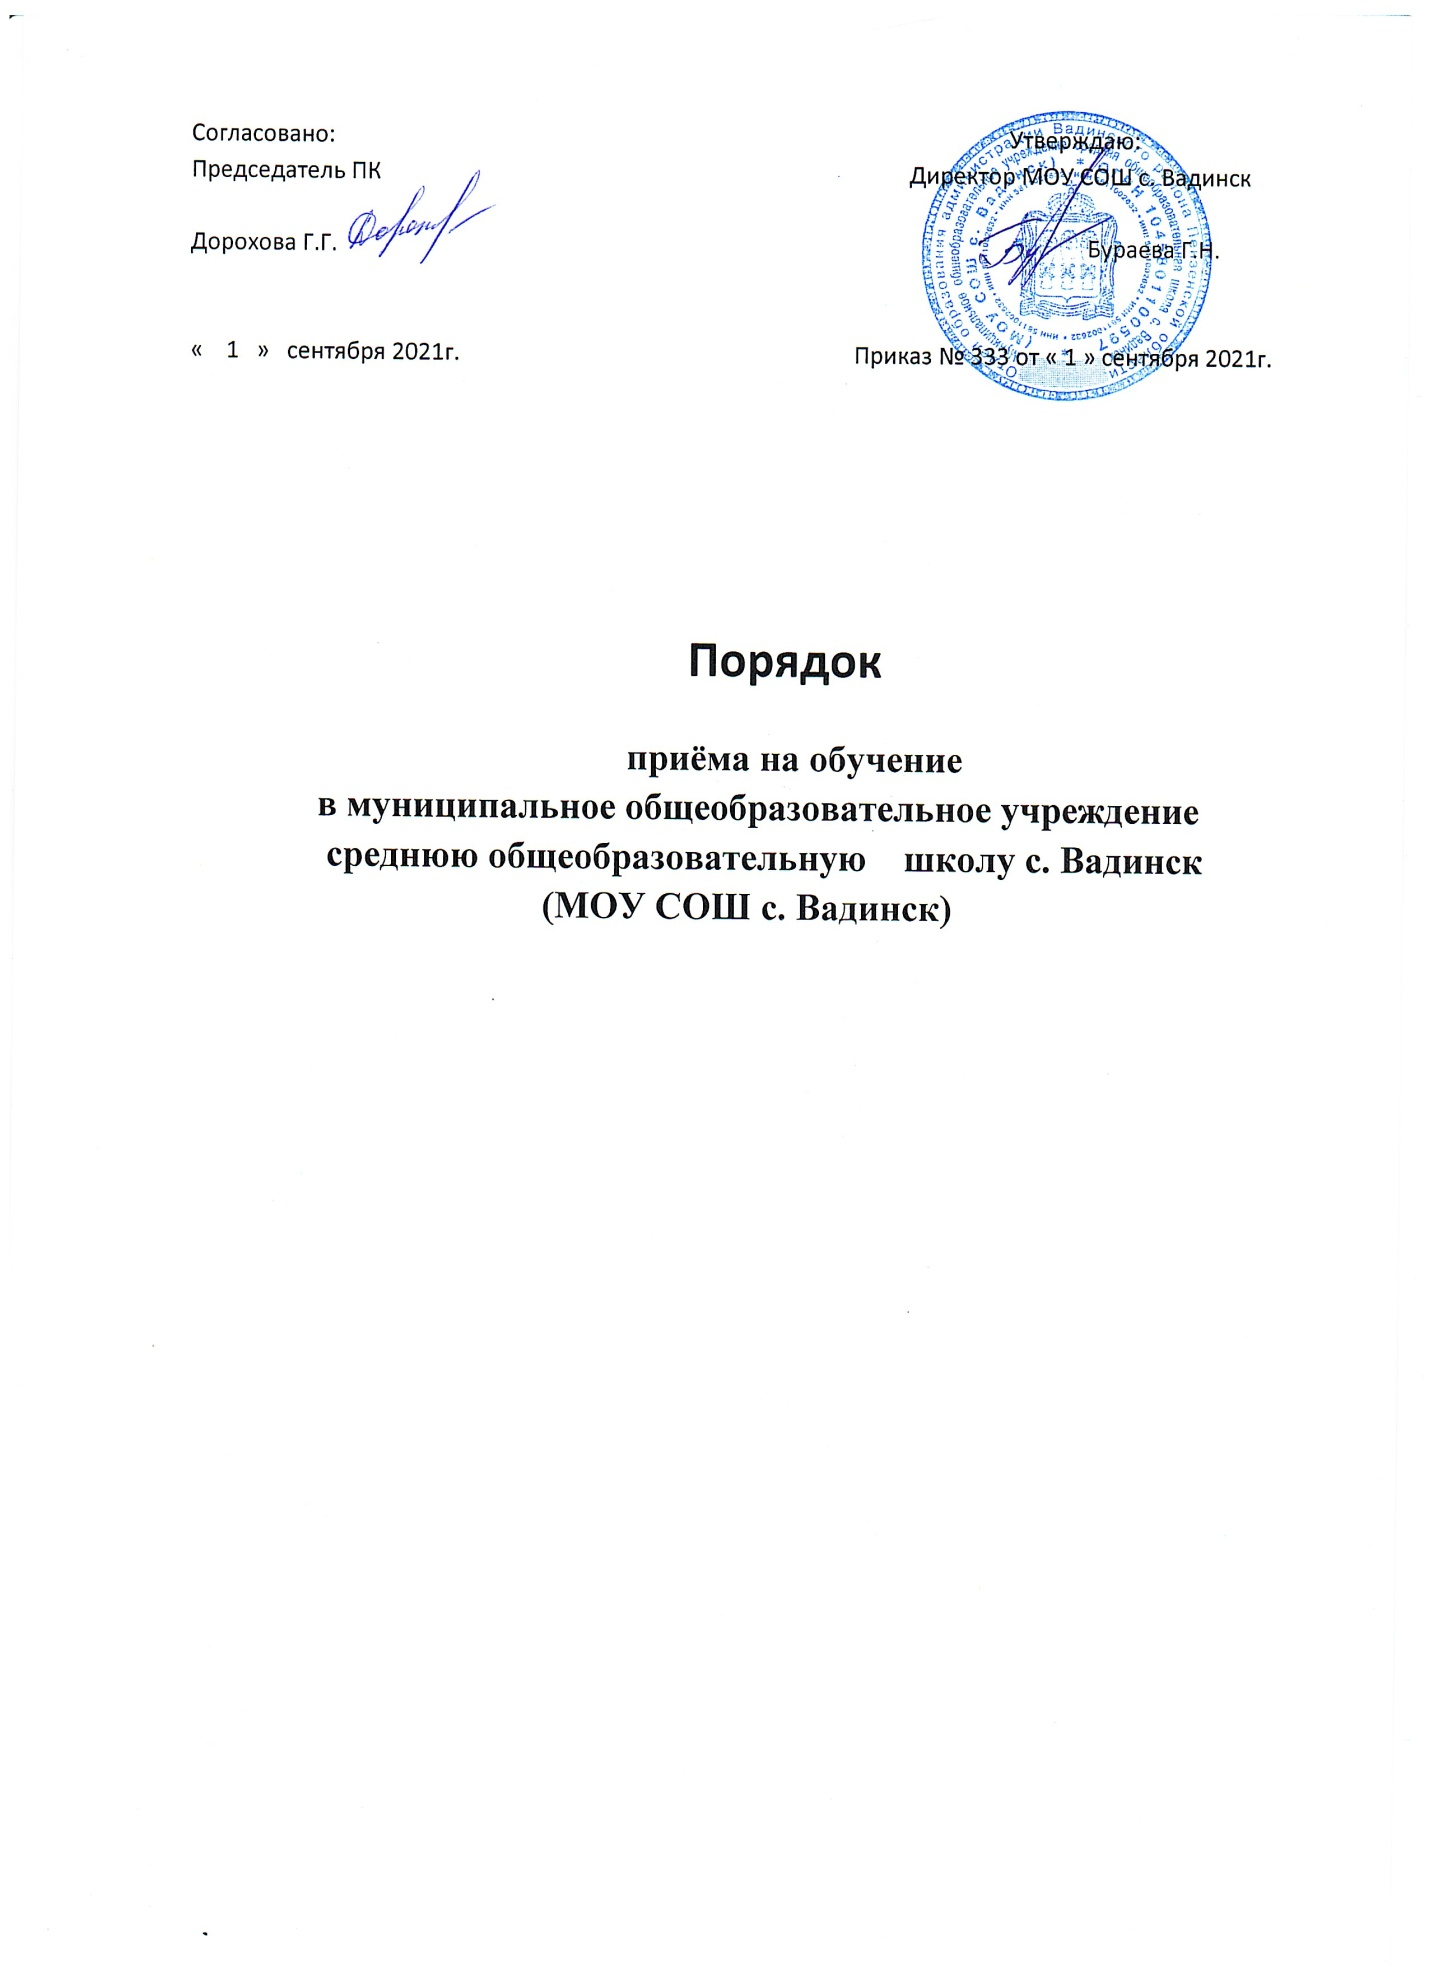 Согласовано:
Председатель ПК
Дорохова Г.Г.
« 1 » сентября 2021г.
Утверждаю:
Директор МОУ СОШ с. Вадинск
Бураева Г.Н.
Приказ № 333 от « 1 » сентября 2021г.
Порядок
приёма на обучение
в муниципальное общеобразовательное учреждение
среднюю общеобразовательную школу с. Вадинск
(МОУ СОШ с. Вадинск)